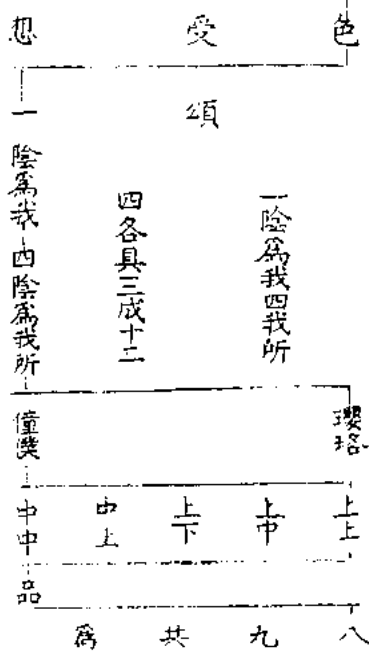 色
受
想
頌
一陰爲我四我所
四各具三成十二
一陰爲我四陰爲我所
瓔珞
僮僕
上上
上中
上下
中上
中中
品
八
九
共
爲